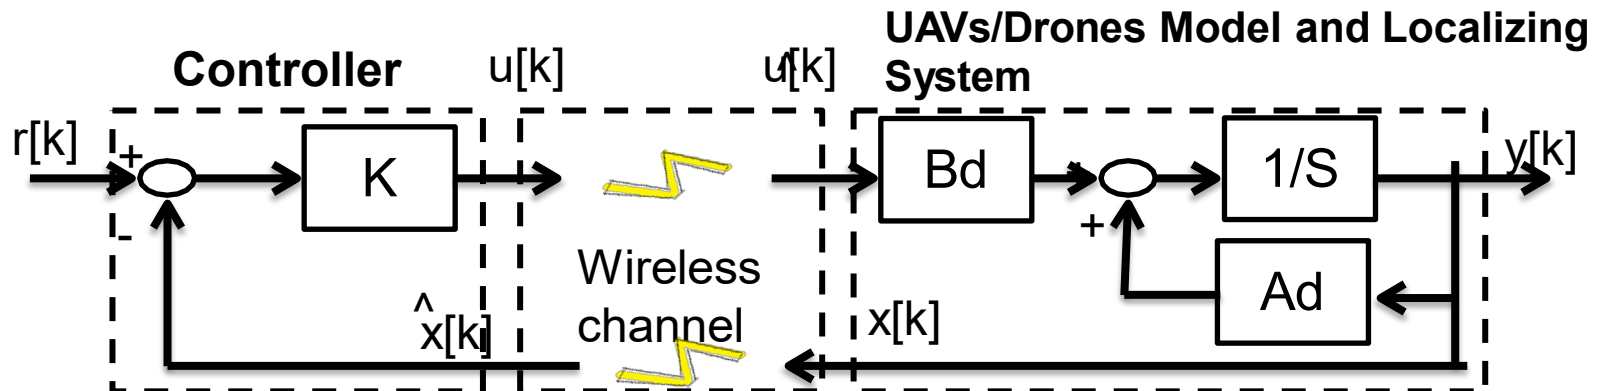 UAVs/Drones Model and Localizing
System
Controller
u[k]
û[k]
r[k]
+
-
K
Bd
+
1/S
y[k]
Ad
Wireless
channel
x̂[k]
x[k]